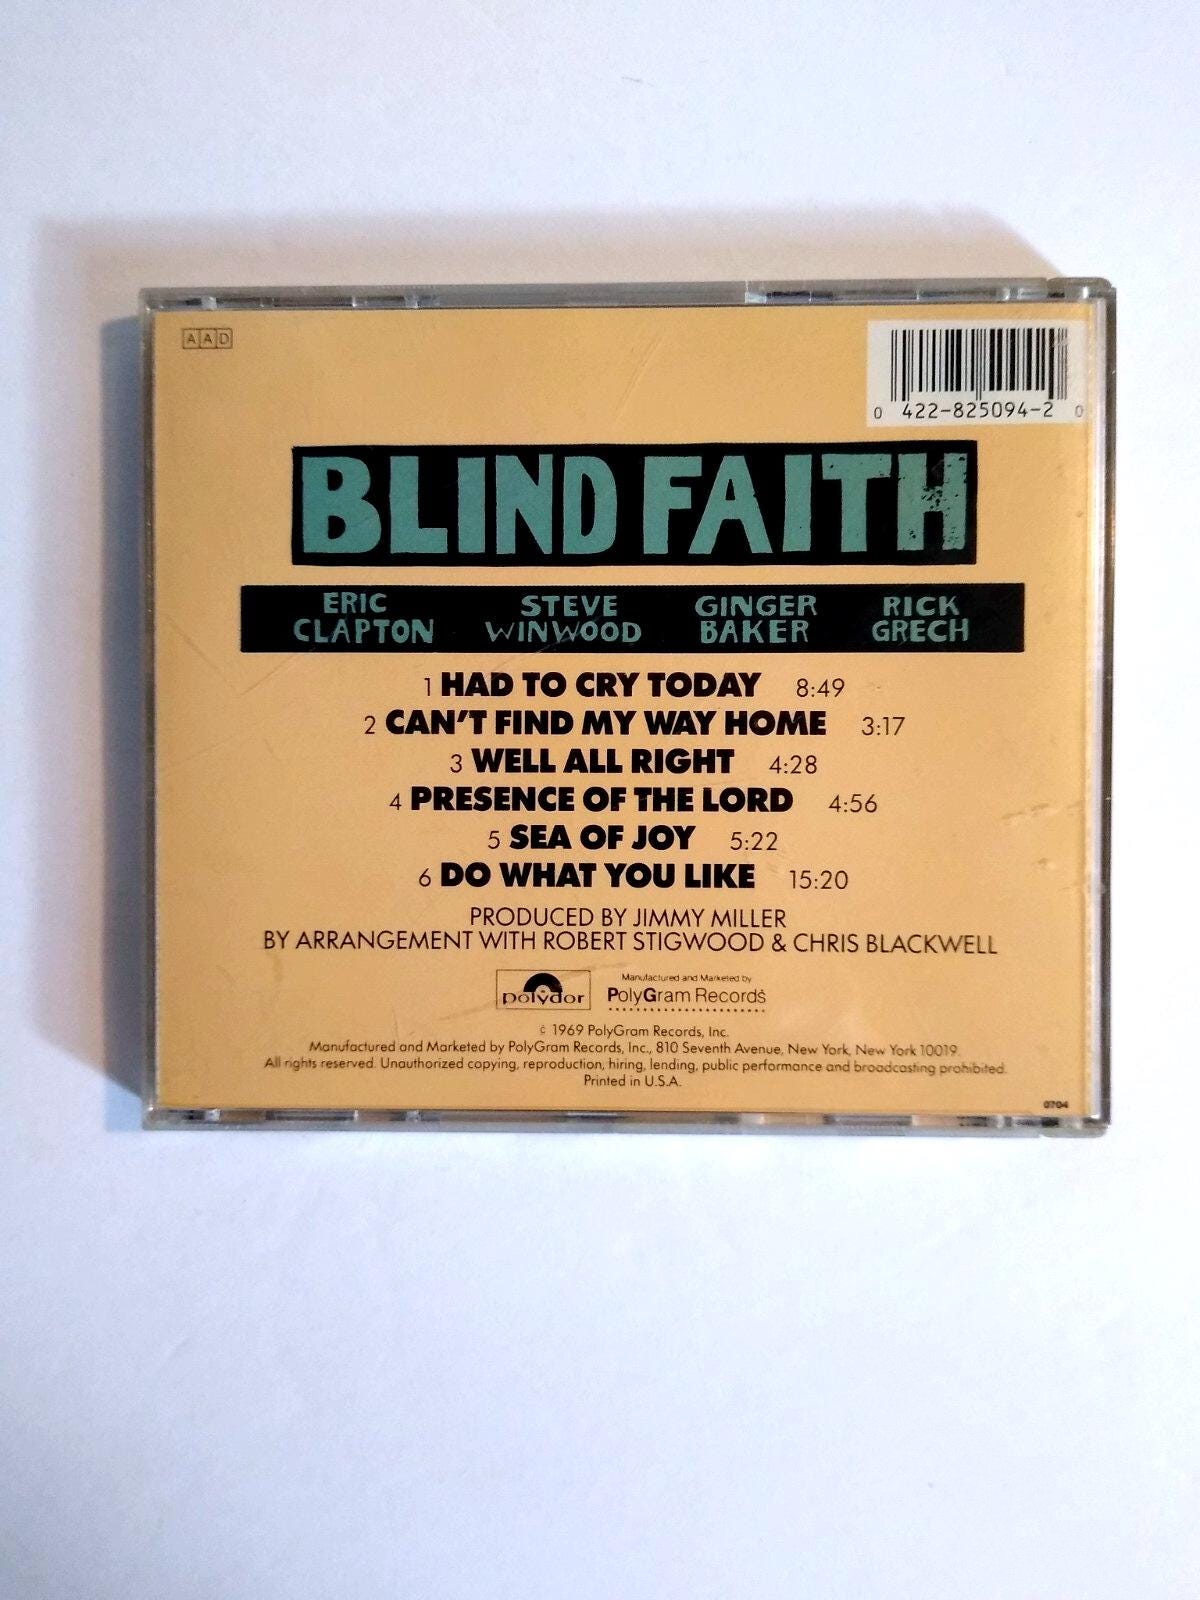 AAD
0 422-825094-2 0
BLIND FAITH
ERIC CLAPTON
STEVE WINWOOD
GINGER BAKER
RICK GRECH
1 HAD TO CRY TODAY 8:49
2 CAN'T FIND MY WAY HOME 3:17
3 WELL ALL RIGHT 4:28
4 PRESENCE OF THE LORD 4:56
5 SEA OF JOY 5:22
6 DO WHAT YOU LIKE 15:20
PRODUCED BY JIMMY MILLER
BY ARRANGEMENT WITH ROBERT STIGWOOD & CHRIS BLACKWELL
polydor
Manufactured and Marketed by
PolyGram Records
© 1969 PolyGram Records, Inc.
Manufactured and Marketed by PolyGram Records, Inc., 810 Seventh Avenue, New York, New York 10019.
All rights reserved. Unauthorized copying, reproduction, hiring, lending, public performance and broadcasting prohibited.
Printed in U.S.A.
0704